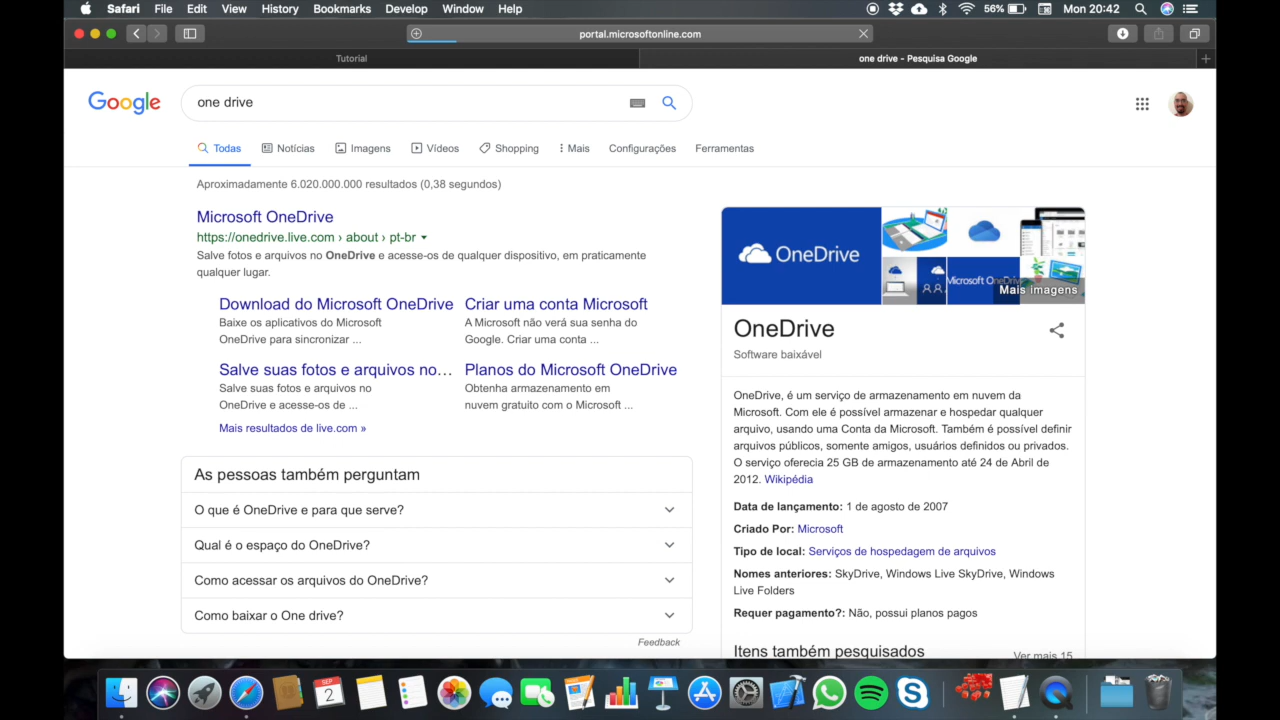 Safari File Edit View History Bookmarks Develop Window Help 56% Mon 20:42
portal.microsoftonline.com
Tutorial one drive - Pesquisa Google
Google one drive
Todas Notícias Imagens Vídeos Shopping Mais Configurações Ferramentas
Aproximadamente 6.020.000.000 resultados (0,38 segundos)
Microsoft OneDrive
https://onedrive.live.com › about › pt-br
Salve fotos e arquivos no OneDrive e acesse-os de qualquer dispositivo, em praticamente
qualquer lugar.
Download do Microsoft OneDrive
Baixe os aplicativos do Microsoft
OneDrive para sincronizar ...
Criar uma conta Microsoft
A Microsoft não verá sua senha do
Google. Criar uma conta ...
Salve suas fotos e arquivos no...
Salve suas fotos e arquivos no
OneDrive e acesse-os de ...
Planos do Microsoft OneDrive
Obtenha armazenamento em
nuvem gratuito com o Microsoft ...
Mais resultados de live.com »
As pessoas também perguntam
O que é OneDrive e para que serve?
Qual é o espaço do OneDrive?
Como acessar os arquivos do OneDrive?
Como baixar o One drive?
Feedback
OneDrive
Microsoft OneDrive
Mais imagens
OneDrive
Software baixável
OneDrive, é um serviço de armazenamento em nuvem da
Microsoft. Com ele é possível armazenar e hospedar qualquer
arquivo, usando uma Conta da Microsoft. Também é possível definir
arquivos públicos, somente amigos, usuários definidos ou privados.
O serviço oferecia 25 GB de armazenamento até 24 de Abril de
2012. Wikipédia
Data de lançamento: 1 de agosto de 2007
Criado Por: Microsoft
Tipo de local: Serviços de hospedagem de arquivos
Nomes anteriores: SkyDrive, Windows Live SkyDrive, Windows
Live Folders
Requer pagamento?: Não, possui planos pagos
Itens também pesquisados
Ver mais 15
SEP
2